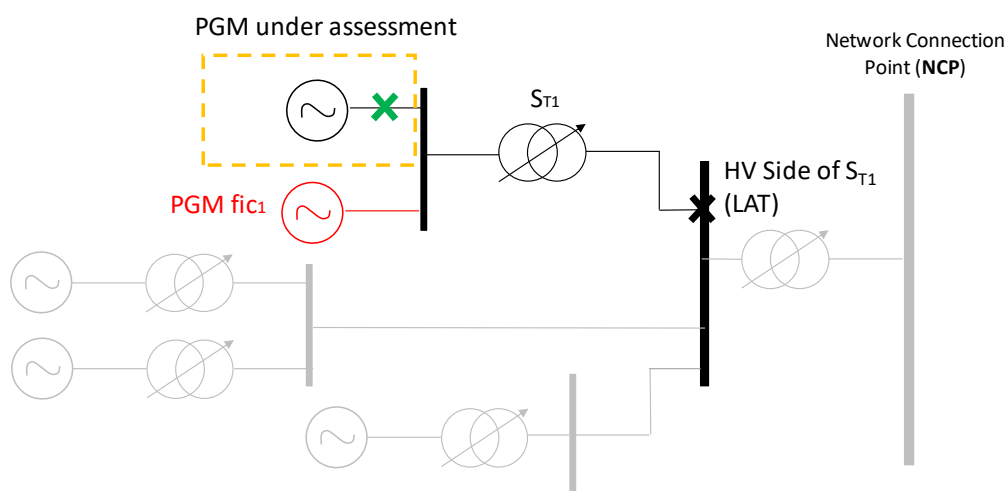 PGM under assessment
Network Connection
Point (NCP)
ST1
HV Side of ST1
(LAT)
PGM fic1